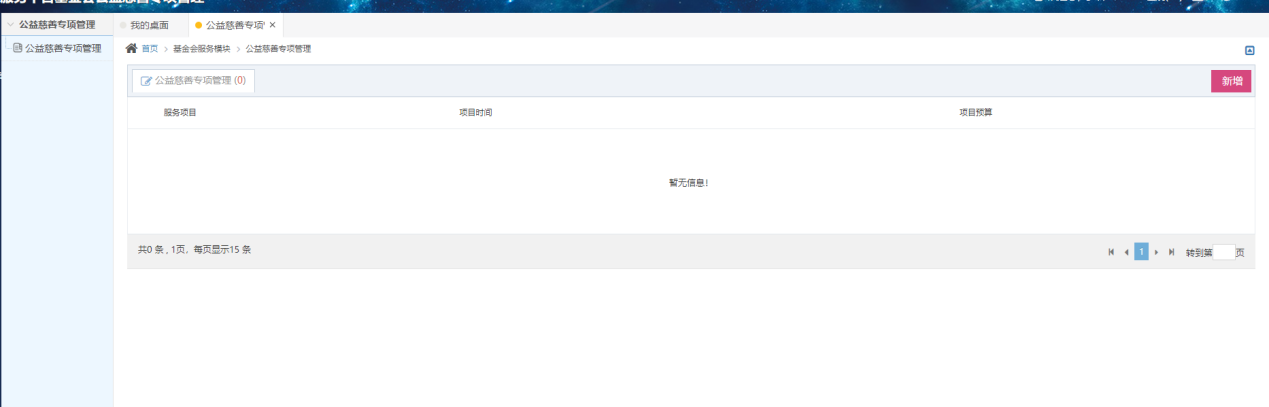 公益慈善专项管理
我的桌面
公益慈善专项
公益慈善专项管理
首页 > 基金会服务模块 > 公益慈善专项管理
公益慈善专项管理 (0)
新增
服务项目 项目时间 项目预算
暂无信息!
共0 条 , 1页, 每页显示15 条
1
转到第 页